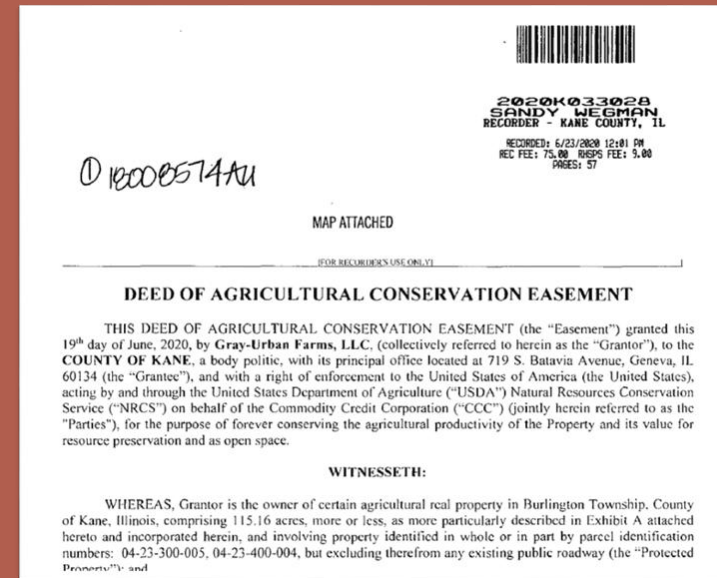 2020K033028
SANDY WEGMAN
RECORDER - KANE COUNTY, IL
RECORDED: 6/23/2020 12:01 PM
REC FEE: 75.00 RHSPS FEE: 9.00
PAGES: 57
① 18008574AU
MAP ATTACHED
[FOR RECORDER'S USE ONLY]
DEED OF AGRICULTURAL CONSERVATION EASEMENT
THIS DEED OF AGRICULTURAL CONSERVATION EASEMENT (the “Easement”) granted this
19th day of June, 2020, by Gray-Urban Farms, LLC, (collectively referred to herein as the “Grantor”), to the
COUNTY OF KANE, a body politic, with its principal office located at 719 S. Batavia Avenue, Geneva, IL
60134 (the “Grantee”), and with a right of enforcement to the United States of America (the United States),
acting by and through the United States Department of Agriculture (“USDA”) Natural Resources Conservation
Service (“NRCS”) on behalf of the Commodity Credit Corporation (“CCC”) (jointly herein referred to as the
"Parties"), for the purpose of forever conserving the agricultural productivity of the Property and its value for
resource preservation and as open space.
WITNESSETH:
WHEREAS, Grantor is the owner of certain agricultural real property in Burlington Township, County
of Kane, Illinois, comprising 115.16 acres, more or less, as more particularly described in Exhibit A attached
hereto and incorporated herein, and involving property identified in whole or in part by parcel identification
numbers: 04-23-300-005, 04-23-400-004, but excluding therefrom any existing public roadway (the “Protected
Property”); and